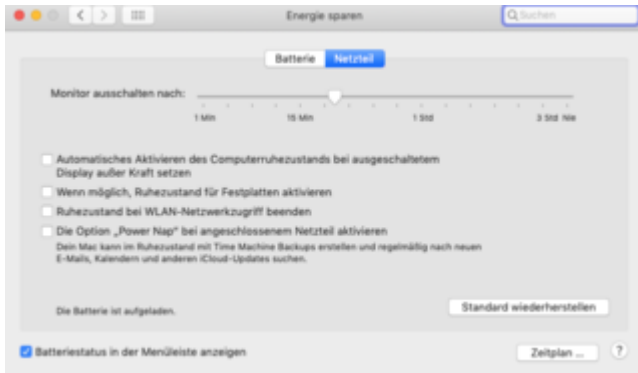 Energie sparen
Suchen
Batterie Netzteil
Monitor ausschalten nach:
1 Min 15 Min 1 Std 3 Std Nie
Automatisches Aktivieren des Computerruhezustands bei ausgeschaltetem
Display außer Kraft setzen
Wenn möglich, Ruhezustand für Festplatten aktivieren
Ruhezustand bei WLAN-Netzwerkzugriff beenden
Die Option „Power Nap“ bei angeschlossenem Netzteil aktivieren
Dein Mac kann im Ruhezustand mit Time Machine Backups erstellen und regelmäßig nach neuen
E-Mails, Kalendern und anderen iCloud-Updates suchen.
Die Batterie ist aufgeladen.
Standard wiederherstellen
Batteriestatus in der Menüleiste anzeigen
Zeitplan ...
?